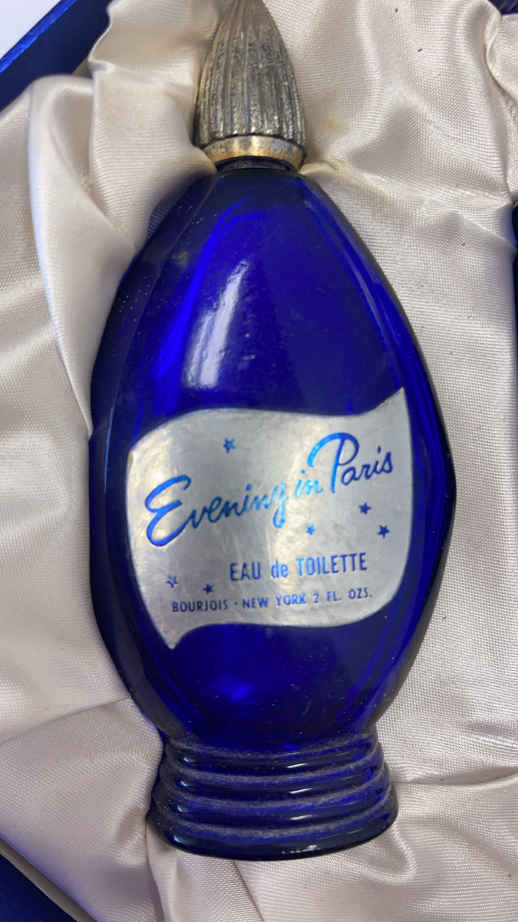 Evening in Paris
EAU de TOILETTE
BOURJOIS · NEW YORK 2 FL. OZS.